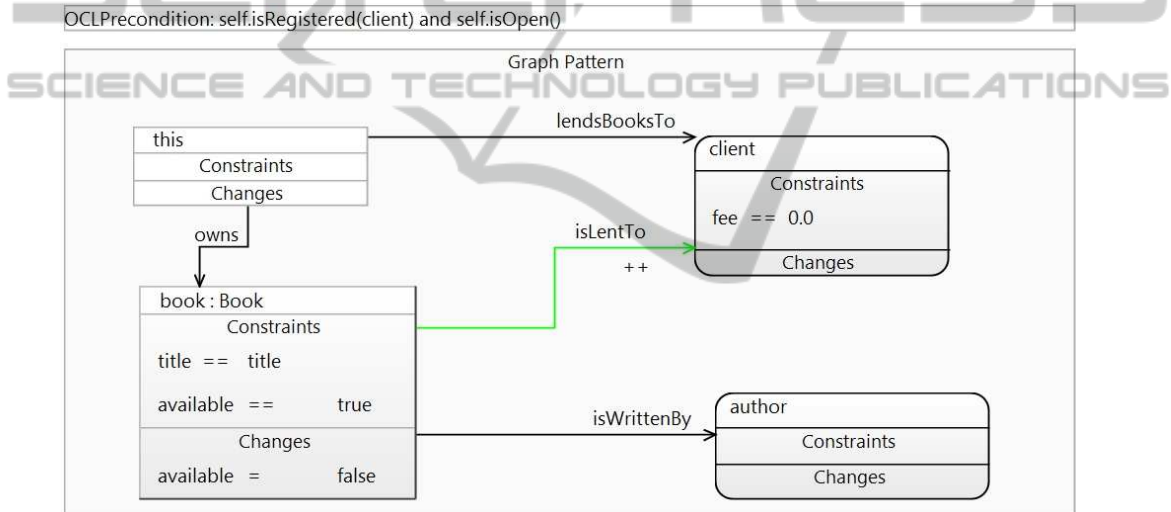 OCLPrecondition: self.isRegistered(client) and self.isOpen()
Graph Pattern
SCIENCE AND TECHNOLOGY PUBLICATIONS
lendsBooksTo
this
Constraints
Changes
client
Constraints
fee == 0.0
Changes
owns
isLentTo
++
book : Book
Constraints
title == title
available == true
Changes
available = false
isWrittenBy
author
Constraints
Changes